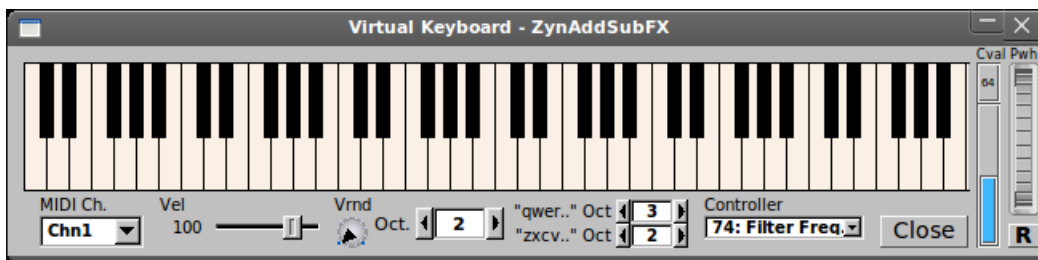 Virtual Keyboard - ZynAddSubFX
Cval Pwh
64
MIDI Ch. Vel Vrnd "qwer.." Oct 3 Controller
Chn1 100 Oct. 2 "zxcv.." Oct 2 74: Filter Freq. Close R